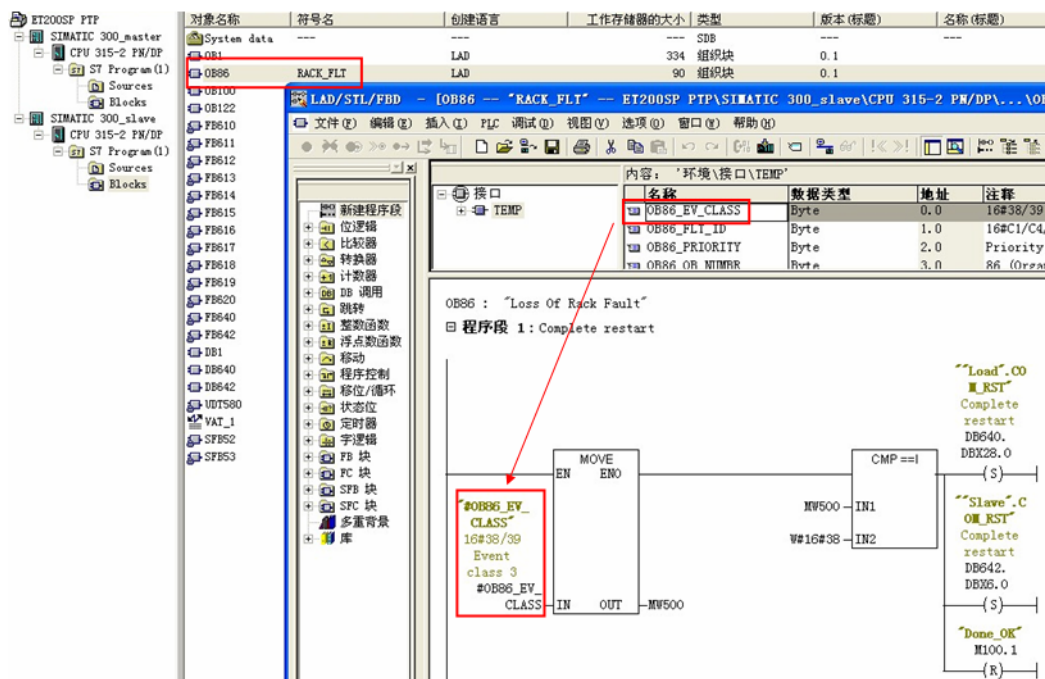 ET200SP PTP
SIMATIC 300_master
CPU 315-2 PN/DP
S7 Program(1)
Sources
Blocks
SIMATIC 300_slave
CPU 315-2 PN/DP
S7 Program(1)
Sources
Blocks
对象名称 符号名 创建语言 工作存储器的大小 类型 版本(标题) 名称(标题)
System data --- --- --- SDB --- ---
OB1 LAD 334 组织块 0.1
OB86 RACK_FLT LAD 90 组织块 0.1
OB100
OB122
FB610
FB611
FB612
FB613
FB614
FB615
FB616
FB617
FB618
FB619
FB620
FB640
FB642
DB1
DB640
DB642
UDT580
VAT_1
SFB52
SFB53
LAD/STL/FBD - [OB86 -- "RACK_FLT" -- ET200SP PTP\SIMATIC 300_slave\CPU 315-2 PN/DP\...\OB
文件(F) 编辑(E) 插入(I) PLC 调试(D) 视图(V) 选项(O) 窗口(W) 帮助(H)
新建程序段
位逻辑
比较器
转换器
计数器
DB 调用
跳转
整数函数
浮点数函数
移动
程序控制
移位/循环
状态位
定时器
字逻辑
FB 块
FC 块
SFB 块
SFC 块
多重背景
库
接口
TEMP
内容: '环境\接口\TEMP'
名称 数据类型 地址 注释
OB86_EV_CLASS Byte 0.0 16#38/39
OB86_FLT_ID Byte 1.0 16#C1/C4/
OB86_PRIORITY Byte 2.0 Priority
OB86_OB_NUMBR Byte 3.0 86 (Orga
OB86 : "Loss Of Rack Fault"
程序段 1: Complete restart
MOVE
EN ENO
"#OB86_EV_
CLASS"
16#38/39
Event
class 3
#OB86_EV_
CLASS IN OUT MW500
CMP ==I
MW500 IN1
W#16#38 IN2
""Load".CO
M_RST"
Complete
restart
DB640.
DBX28.0
(S)
""Slave".C
OM_RST"
Complete
restart
DB642.
DBX6.0
(S)
"Done_OK"
M100.1
(R)